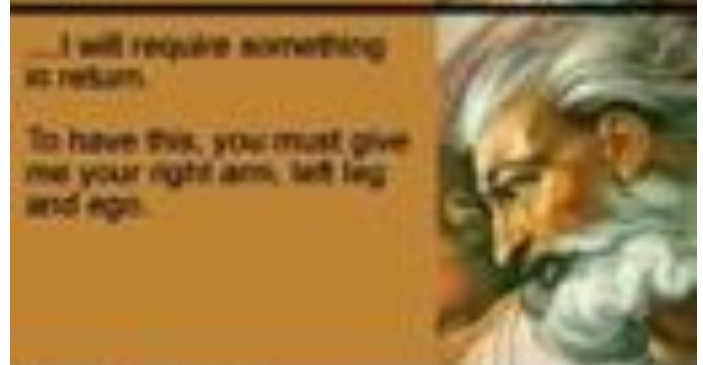 ...I will require something
in return.
To have this, you must give
me your right arm, left leg
and ego.